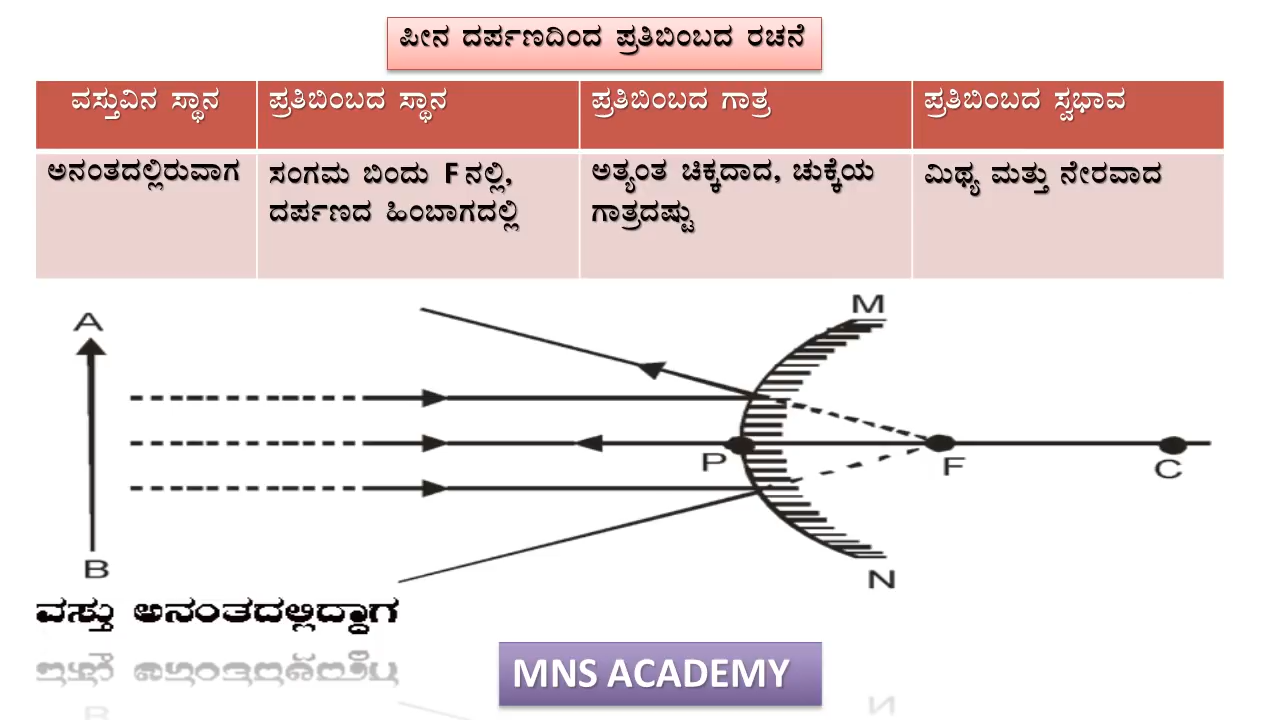 ಪೀನ ದರ್ಪಣದಿಂದ ಪ್ರತಿಬಿಂಬದ ರಚನೆ
ವಸ್ತುವಿನ ಸ್ಥಾನ
ಪ್ರತಿಬಿಂಬದ ಸ್ಥಾನ
ಪ್ರತಿಬಿಂಬದ ಗಾತ್ರ
ಪ್ರತಿಬಿಂಬದ ಸ್ವಭಾವ
ಅನಂತದಲ್ಲಿರುವಾಗ
ಸಂಗಮ ಬಿಂದು F ನಲ್ಲಿ,
ದರ್ಪಣದ ಹಿಂಬಾಗದಲ್ಲಿ
ಅತ್ಯಂತ ಚಿಕ್ಕದಾದ, ಚುಕ್ಕೆಯ
ಗಾತ್ರದಷ್ಟು
ಮಿಥ್ಯ ಮತ್ತು ನೇರವಾದ
M
A
P
F
C
B
N
ವಸ್ತು ಅನಂತದಲ್ಲಿದ್ದಾಗ
MNS ACADEMY